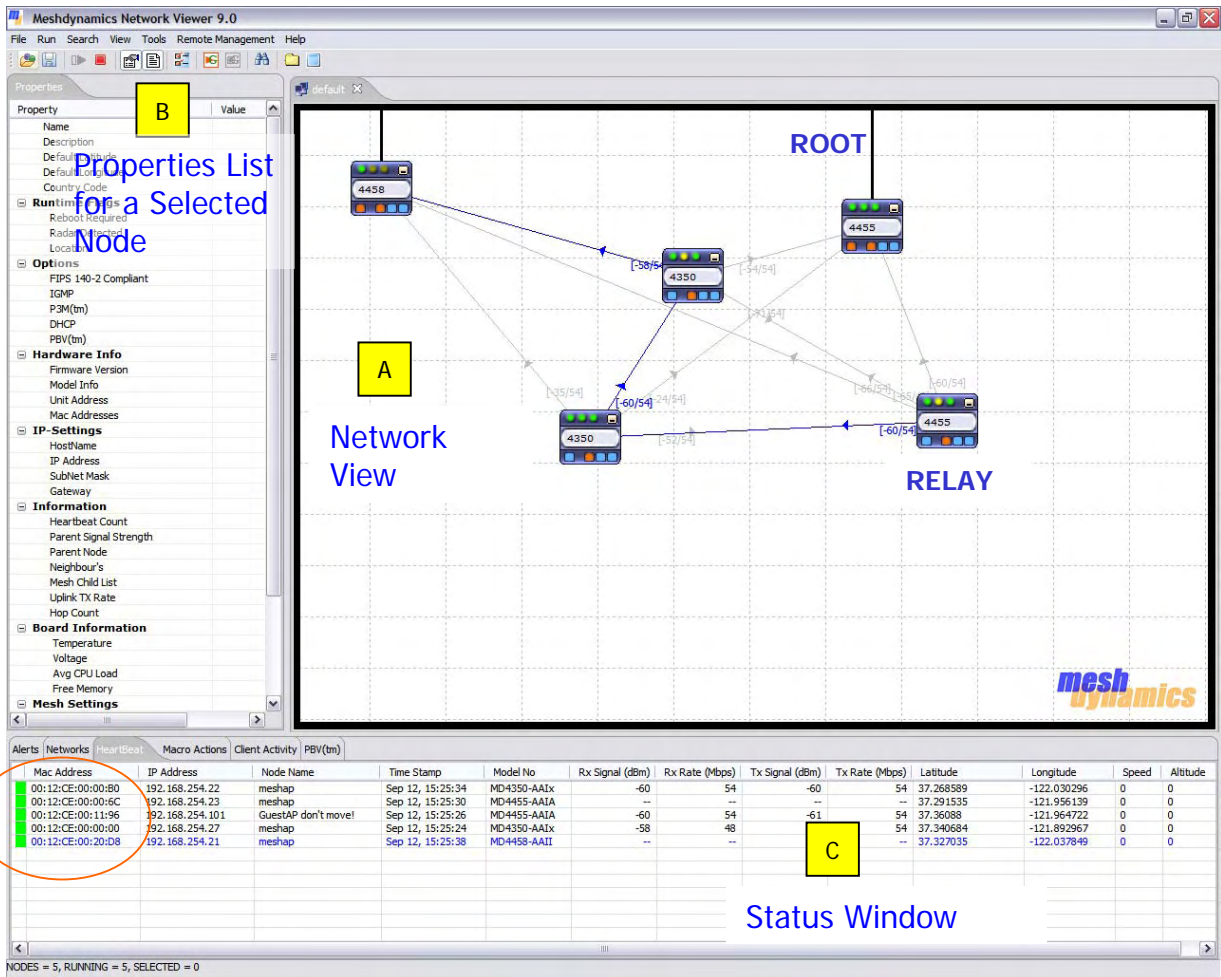 Meshdynamics Network Viewer 9.0
File Run Search View Tools Remote Management Help
Properties
default
Property Value
B
Name
Description
Default Latitude
Default Longitude
Country Code
Properties List
for a Selected
Node
Runtime Flags
Reboot Required
Radar Detected
Location
Options
FIPS 140-2 Compliant
IGMP
P3M(tm)
DHCP
PBV(tm)
Hardware Info
Firmware Version
Model Info
Unit Address
Mac Addresses
IP-Settings
HostName
IP Address
SubNet Mask
Gateway
Information
Heartbeat Count
Parent Signal Strength
Parent Node
Neighbour's
Mesh Child List
Uplink TX Rate
Hop Count
Board Information
Temperature
Voltage
Avg CPU Load
Free Memory
Mesh Settings
ROOT
4458
4455
4350
[-58/54
[-54/54]
[-71/54]
A
Network
View
[-35/54]
[-60/54]
[-24/54]
[-66/54]
[-65
[-60/54]
4350
[-52/54]
[-60/54]
4455
RELAY
mesh
dynamics
Alerts Networks HeartBeat Macro Actions Client Activity PBV(tm)
Mac Address IP Address Node Name Time Stamp Model No Rx Signal (dBm) Rx Rate (Mbps) Tx Signal (dBm) Tx Rate (Mbps) Latitude Longitude Speed Altitude
00:12:CE:00:00:B0 192.168.254.22 meshap Sep 12, 15:25:34 MD4350-AAIx -60 54 -60 54 37.268589 -122.030296 0 0
00:12:CE:00:00:6C 192.168.254.23 meshap Sep 12, 15:25:30 MD4455-AAIA -- -- -- -- 37.291535 -121.956139 0 0
00:12:CE:00:11:96 192.168.254.101 GuestAP don't move! Sep 12, 15:25:26 MD4455-AAIA -60 54 -61 54 37.36088 -121.964722 0 0
00:12:CE:00:00:00 192.168.254.27 meshap Sep 12, 15:25:24 MD4350-AAIx -58 48 54 37.340684 -121.892967 0 0
00:12:CE:00:20:D8 192.168.254.21 meshap Sep 12, 15:25:38 MD4458-AAII -- -- -- 37.327035 -122.037849 0 0
C
Status Window
NODES = 5, RUNNING = 5, SELECTED = 0